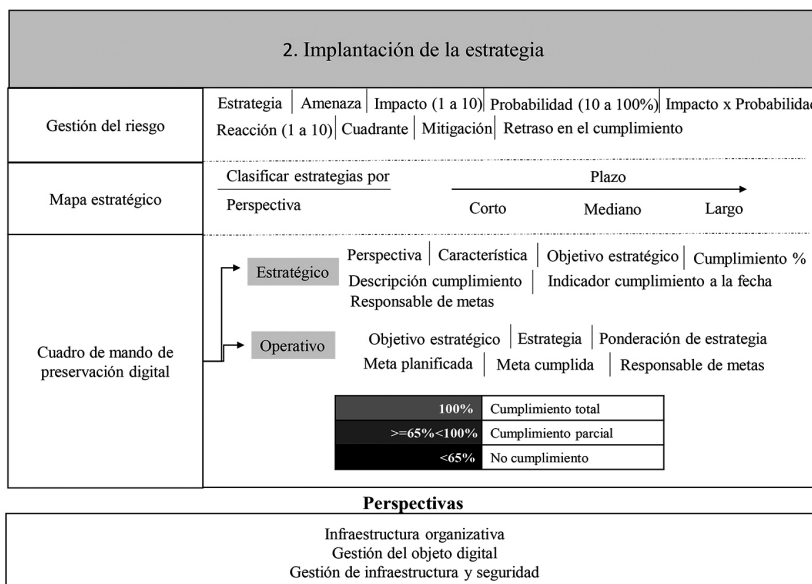 2. Implantación de la estrategia
Gestión del riesgo
Estrategia | Amenaza | Impacto (1 a 10) | Probabilidad (10 a 100%) | Impacto x Probabilidad
Reacción (1 a 10) | Cuadrante | Mitigación | Retraso en el cumplimiento
Mapa estratégico
Clasificar estrategias por
Perspectiva
Plazo
Corto Mediano Largo
Cuadro de mando de
preservación digital
Estratégico
Perspectiva | Característica | Objetivo estratégico | Cumplimiento %
Descripción cumplimiento | Indicador cumplimiento a la fecha
Responsable de metas
Operativo
Objetivo estratégico | Estrategia | Ponderación de estrategia
Meta planificada | Meta cumplida | Responsable de metas
100% Cumplimiento total
>=65%<100% Cumplimiento parcial
<65% No cumplimiento
Perspectivas
Infraestructura organizativa
Gestión del objeto digital
Gestión de infraestructura y seguridad